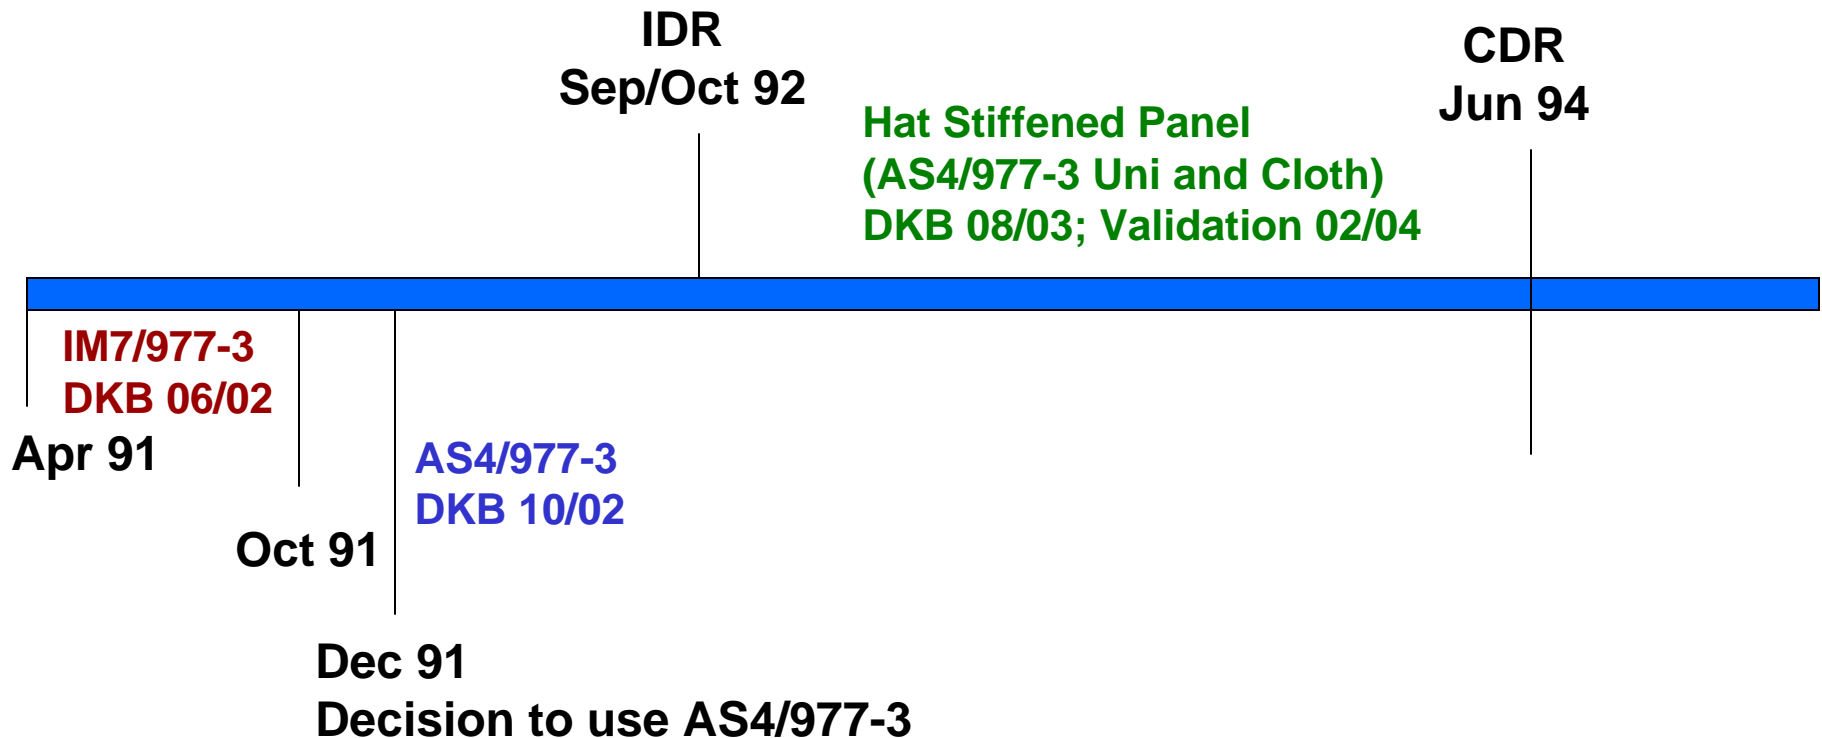 IDR
Sep/Oct 92
CDR
Jun 94
Hat Stiffened Panel
(AS4/977-3 Uni and Cloth)
DKB 08/03; Validation 02/04
IM7/977-3
DKB 06/02
Apr 91
AS4/977-3
DKB 10/02
Oct 91
Dec 91
Decision to use AS4/977-3